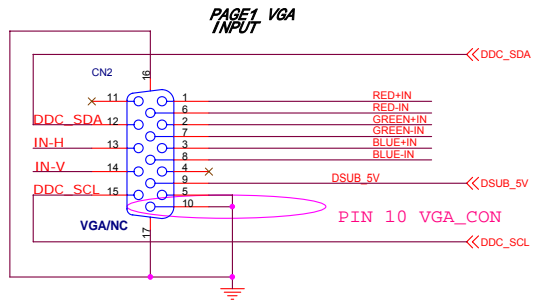 PAGE1 VGA
INPUT
DDC_SDA
CN2
16
11
1
RED+IN
6
RED-IN
DDC_SDA
12
2
GREEN+IN
7
GREEN-IN
IN-H
13
3
BLUE+IN
8
BLUE-IN
IN-V
14
4
9
DSUB_5V
DSUB_5V
DDC_SCL
15
5
10
PIN 10 VGA_CON
VGA/NC
17
DDC_SCL